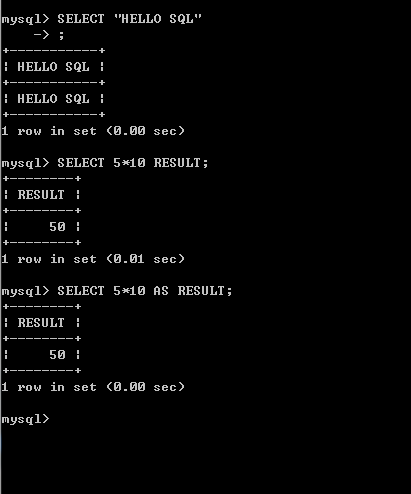 mysql> SELECT "HELLO SQL"
    -> ;
+-----------+
| HELLO SQL |
+-----------+
| HELLO SQL |
+-----------+
1 row in set (0.00 sec)

mysql> SELECT 5*10 RESULT;
+--------+
| RESULT |
+--------+
|     50 |
+--------+
1 row in set (0.01 sec)

mysql> SELECT 5*10 AS RESULT;
+--------+
| RESULT |
+--------+
|     50 |
+--------+
1 row in set (0.00 sec)

mysql>